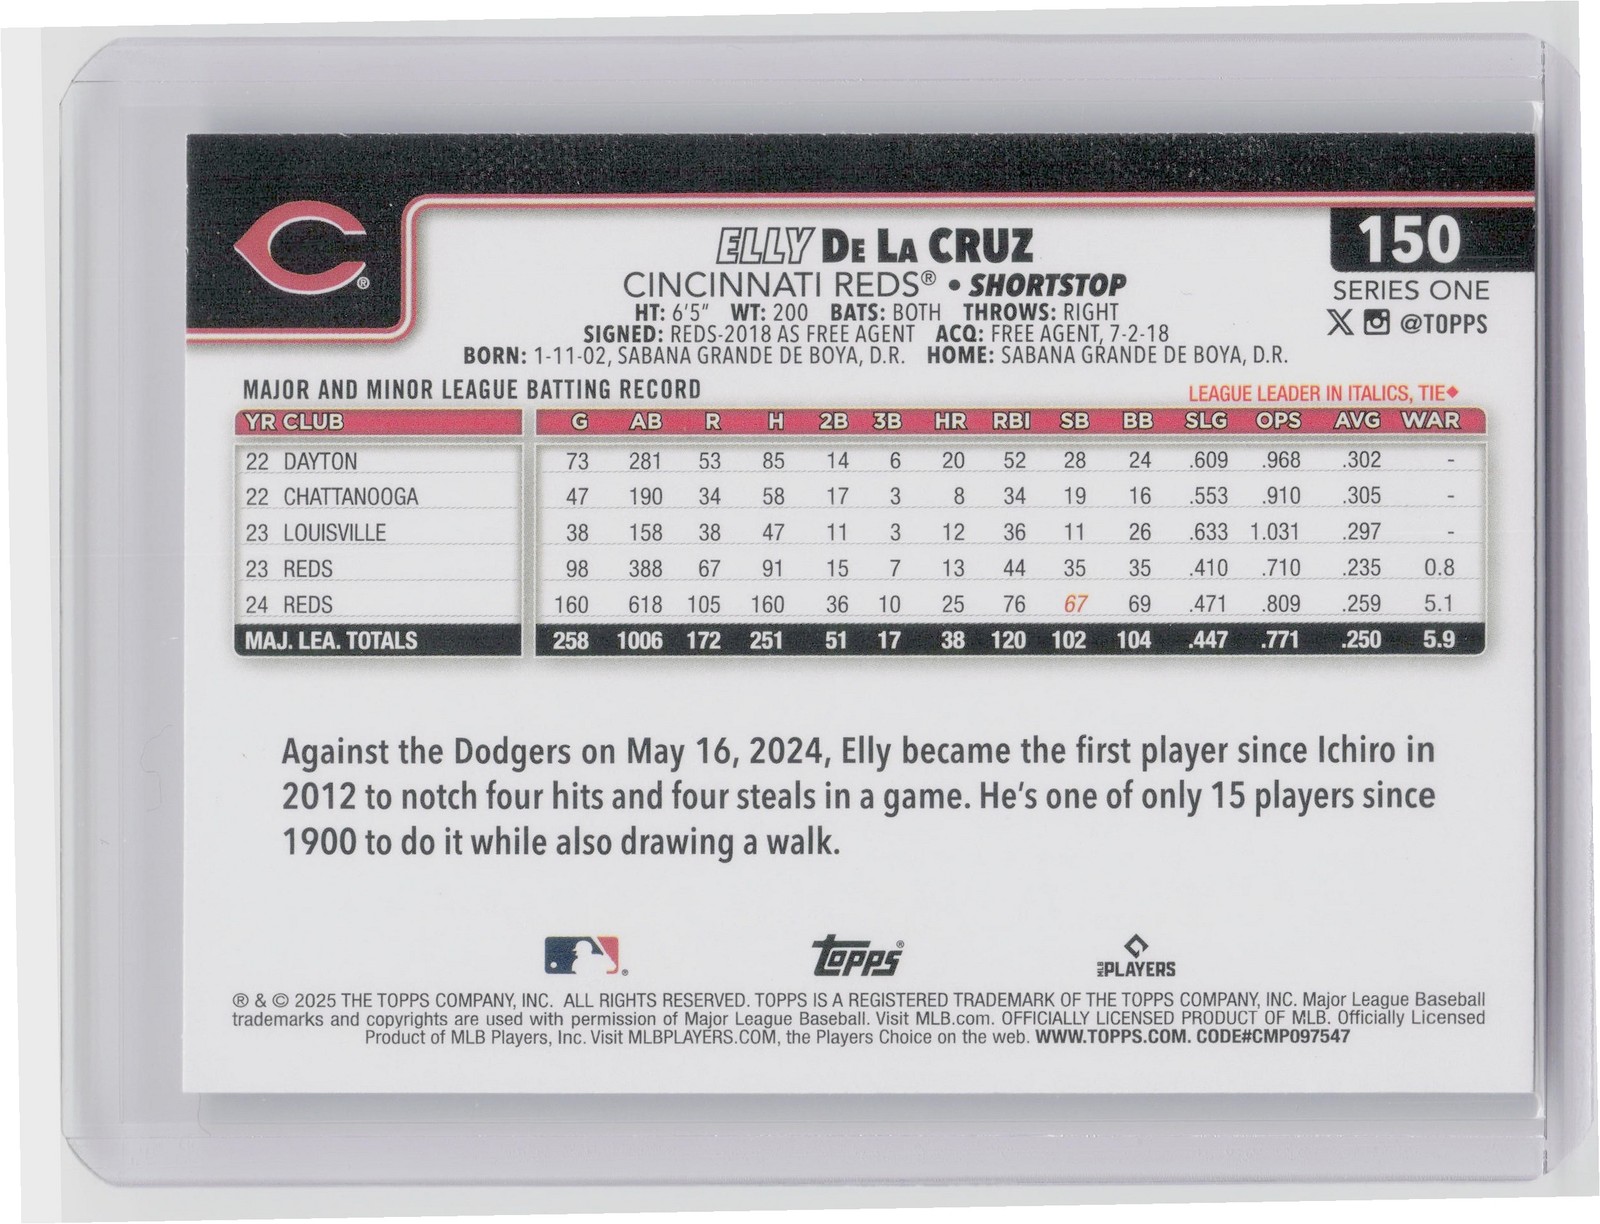 150
ELLY DE LA CRUZ
CINCINNATI REDS® • SHORTSTOP
SERIES ONE
HT: 6'5" WT: 200 BATS: BOTH THROWS: RIGHT
@TOPPS
SIGNED: REDS-2018 AS FREE AGENT ACQ: FREE AGENT, 7-2-18
BORN: 1-11-02, SABANA GRANDE DE BOYA, D.R. HOME: SABANA GRANDE DE BOYA, D.R.
MAJOR AND MINOR LEAGUE BATTING RECORD
LEAGUE LEADER IN ITALICS, TIE◆
YR CLUB G AB R H 2B 3B HR RBI SB BB SLG OPS AVG WAR
22 DAYTON 73 281 53 85 14 6 20 52 28 24 .609 .968 .302 -
22 CHATTANOOGA 47 190 34 58 17 3 8 34 19 16 .553 .910 .305 -
23 LOUISVILLE 38 158 38 47 11 3 12 36 11 26 .633 1.031 .297 -
23 REDS 98 388 67 91 15 7 13 44 35 35 .410 .710 .235 0.8
24 REDS 160 618 105 160 36 10 25 76 67 69 .471 .809 .259 5.1
MAJ. LEA. TOTALS 258 1006 172 251 51 17 38 120 102 104 .447 .771 .250 5.9
Against the Dodgers on May 16, 2024, Elly became the first player since Ichiro in
2012 to notch four hits and four steals in a game. He's one of only 15 players since
1900 to do it while also drawing a walk.
topps®
MLB PLAYERS
® & © 2025 THE TOPPS COMPANY, INC. ALL RIGHTS RESERVED. TOPPS IS A REGISTERED TRADEMARK OF THE TOPPS COMPANY, INC. Major League Baseball
trademarks and copyrights are used with permission of Major League Baseball. Visit MLB.com. OFFICIALLY LICENSED PRODUCT OF MLB. Officially Licensed
Product of MLB Players, Inc. Visit MLBPLAYERS.COM, the Players Choice on the web. WWW.TOPPS.COM. CODE#CMP097547